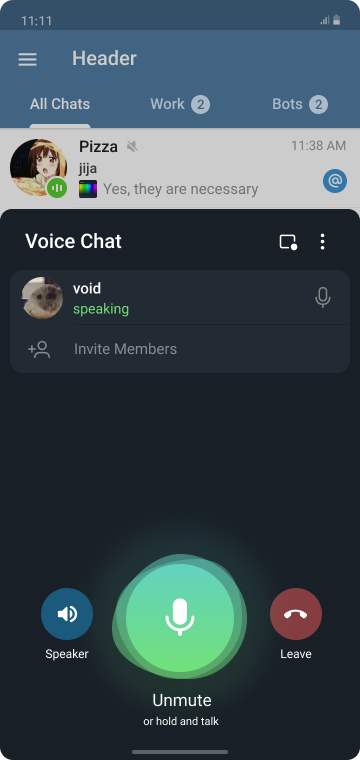 11:11
Header
All Chats
Work 2
Bots 2
Pizza
11:38 AM
jija
Yes, they are necessary
@
Voice Chat
void
speaking
Invite Members
Speaker
Leave
Unmute
or hold and talk